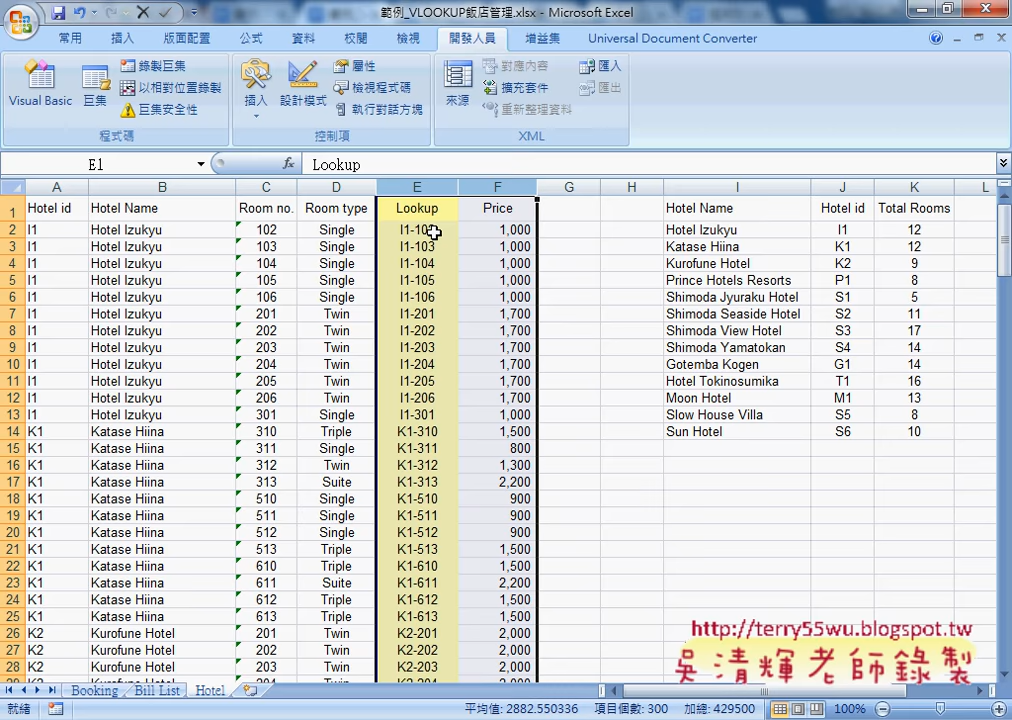 範例_VLOOKUP飯店管理.xlsx - Microsoft Excel
常用 插入 版面配置 公式 資料 校閱 檢視 開發人員 增益集 Universal Document Converter
Visual Basic 巨集 錄製巨集 以相對位置錄製 巨集安全性 程式碼
插入 設計模式 屬性 檢視程式碼 執行對話方塊 控制項
來源 對應內容 擴充套件 重新整理資料 匯入 匯出 XML
E1 fx Lookup
A B C D E F G H I J K L
1 Hotel id Hotel Name Room no. Room type Lookup Price Hotel Name Hotel id Total Rooms
2 I1 Hotel Izukyu 102 Single I1-102 1,000 Hotel Izukyu I1 12
3 I1 Hotel Izukyu 103 Single I1-103 1,000 Katase Hiina K1 12
4 I1 Hotel Izukyu 104 Single I1-104 1,000 Kurofune Hotel K2 9
5 I1 Hotel Izukyu 105 Single I1-105 1,000 Prince Hotels Resorts P1 8
6 I1 Hotel Izukyu 106 Single I1-106 1,000 Shimoda Jyuraku Hotel S1 5
7 I1 Hotel Izukyu 201 Twin I1-201 1,700 Shimoda Seaside Hotel S2 11
8 I1 Hotel Izukyu 202 Twin I1-202 1,700 Shimoda View Hotel S3 17
9 I1 Hotel Izukyu 203 Twin I1-203 1,700 Shimoda Yamatokan S4 14
10 I1 Hotel Izukyu 204 Twin I1-204 1,700 Gotemba Kogen G1 14
11 I1 Hotel Izukyu 205 Twin I1-205 1,700 Hotel Tokinosumika T1 16
12 I1 Hotel Izukyu 206 Twin I1-206 1,700 Moon Hotel M1 13
13 I1 Hotel Izukyu 301 Single I1-301 1,000 Slow House Villa S5 8
14 K1 Katase Hiina 310 Triple K1-310 1,500 Sun Hotel S6 10
15 K1 Katase Hiina 311 Single K1-311 800
16 K1 Katase Hiina 312 Twin K1-312 1,300
17 K1 Katase Hiina 313 Suite K1-313 2,200
18 K1 Katase Hiina 510 Single K1-510 900
19 K1 Katase Hiina 511 Single K1-511 900
20 K1 Katase Hiina 512 Single K1-512 900
21 K1 Katase Hiina 513 Triple K1-513 1,500
22 K1 Katase Hiina 610 Triple K1-610 1,500
23 K1 Katase Hiina 611 Suite K1-611 2,200
24 K1 Katase Hiina 612 Triple K1-612 1,500
25 K1 Katase Hiina 613 Triple K1-613 1,500
26 K2 Kurofune Hotel 201 Twin K2-201 2,000
27 K2 Kurofune Hotel 202 Twin K2-202 2,000
28 K2 Kurofune Hotel 203 Twin K2-203 2,000
http://terry55wu.blogspot.tw
吳清輝老師錄製
Booking Bill List Hotel
就緒 平均值: 2882.550336 項目個數: 300 加總: 429500 100%